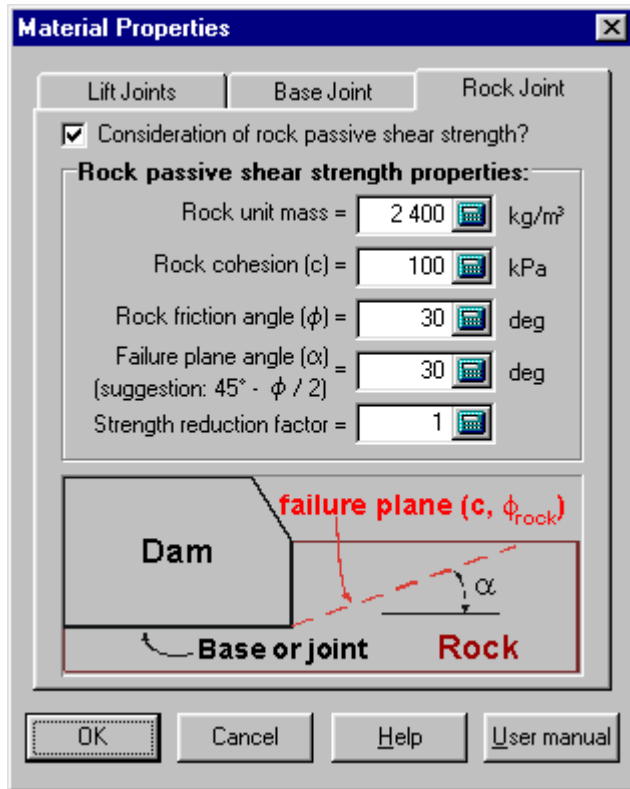 Material Properties
Lift Joints
Base Joint
Rock Joint
Consideration of rock passive shear strength?
Rock passive shear strength properties:
Rock unit mass = 2 400 kg/m³
Rock cohesion (c) = 100 kPa
Rock friction angle (ϕ) = 30 deg
Failure plane angle (α)
(suggestion: 45° - ϕ / 2) = 30 deg
Strength reduction factor = 1
failure plane (c, ϕrock)
Dam
α
Base or joint
Rock
OK
Cancel
Help
User manual